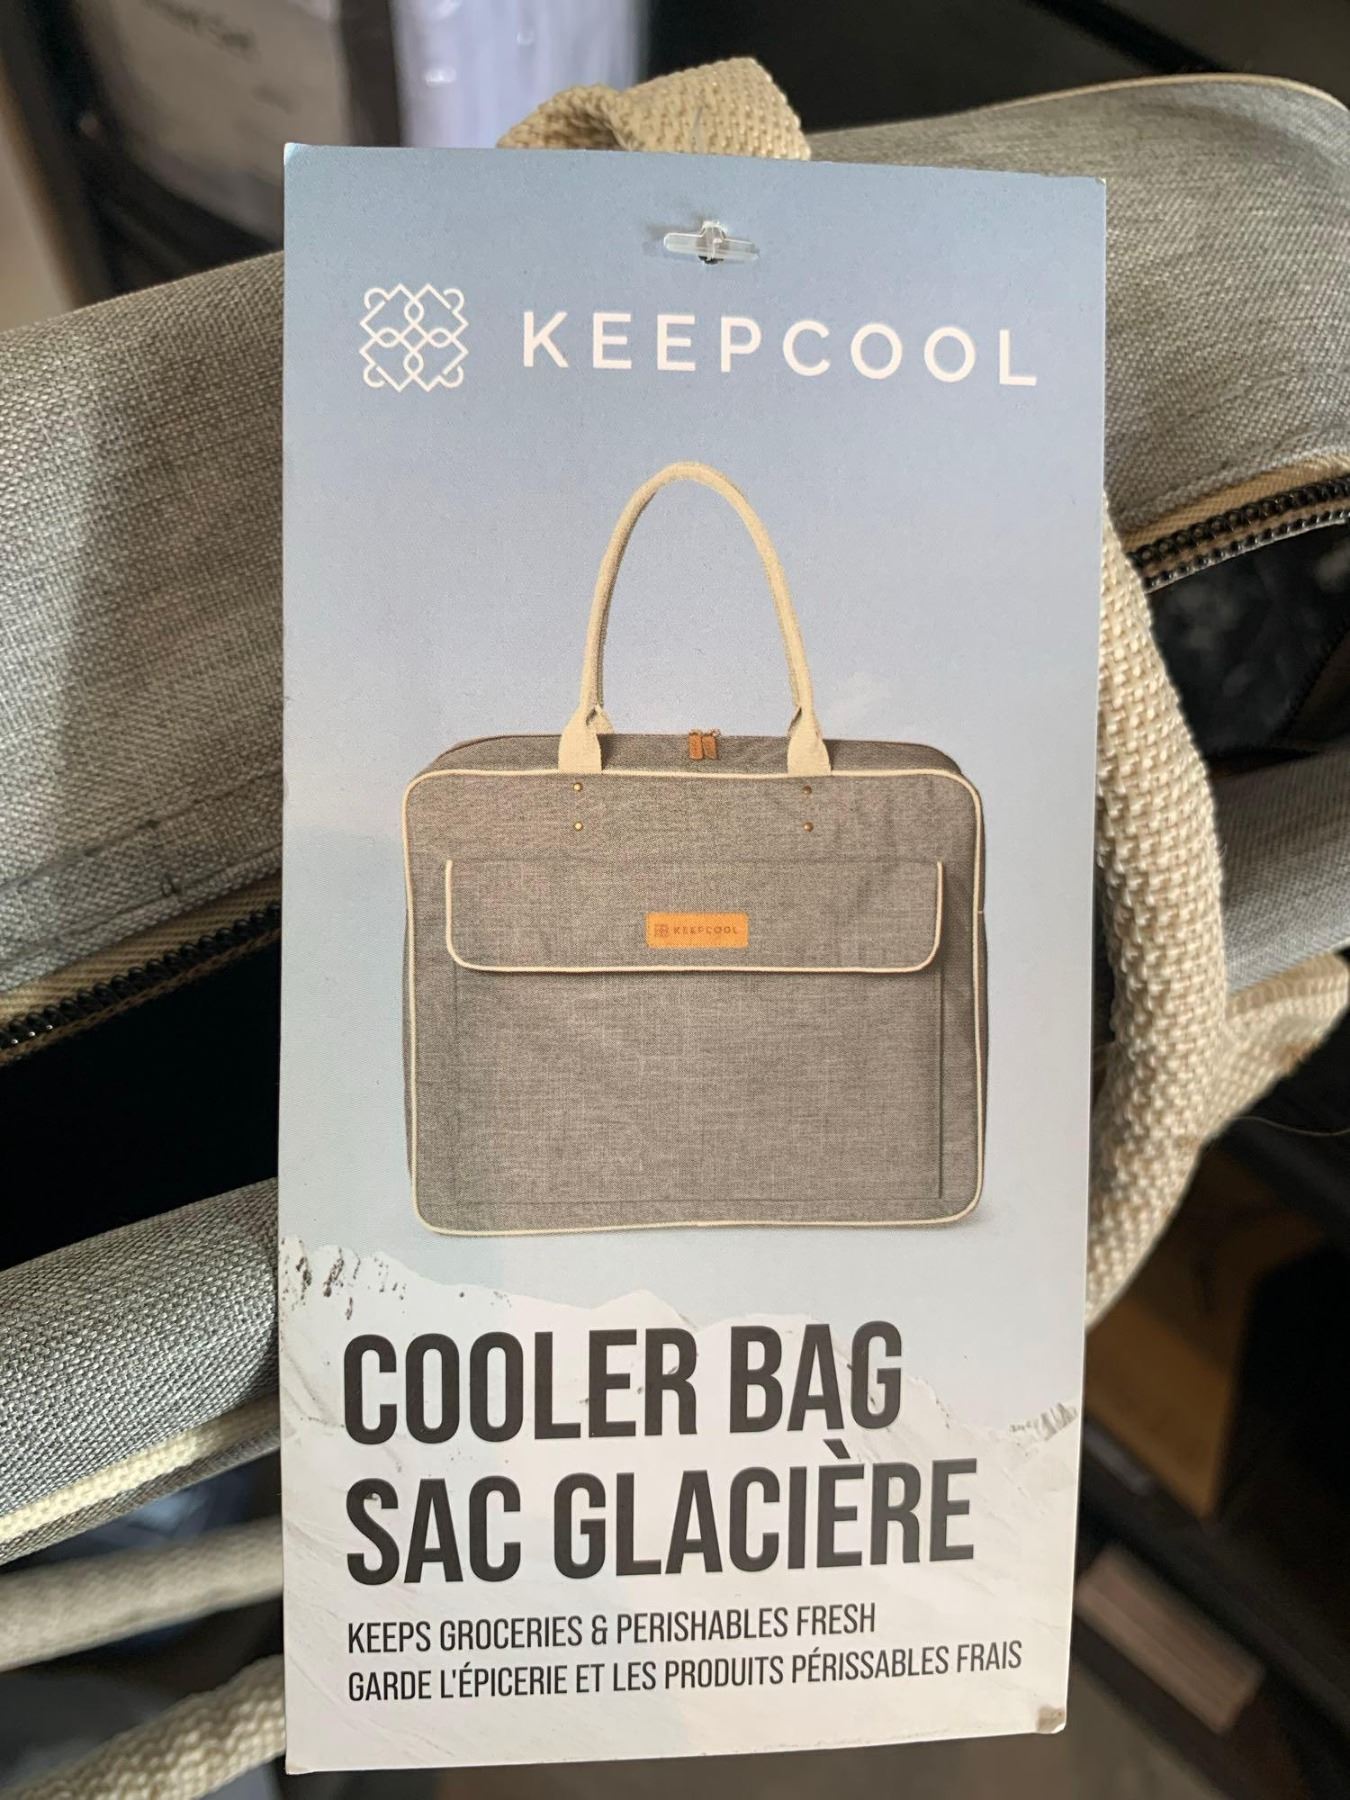 KEEPCOOL
KEEPCOOL
COOLER BAG
SAC GLACIÈRE
KEEPS GROCERIES & PERISHABLES FRESH
GARDE L'ÉPICERIE ET LES PRODUITS PÉRISSABLES FRAIS